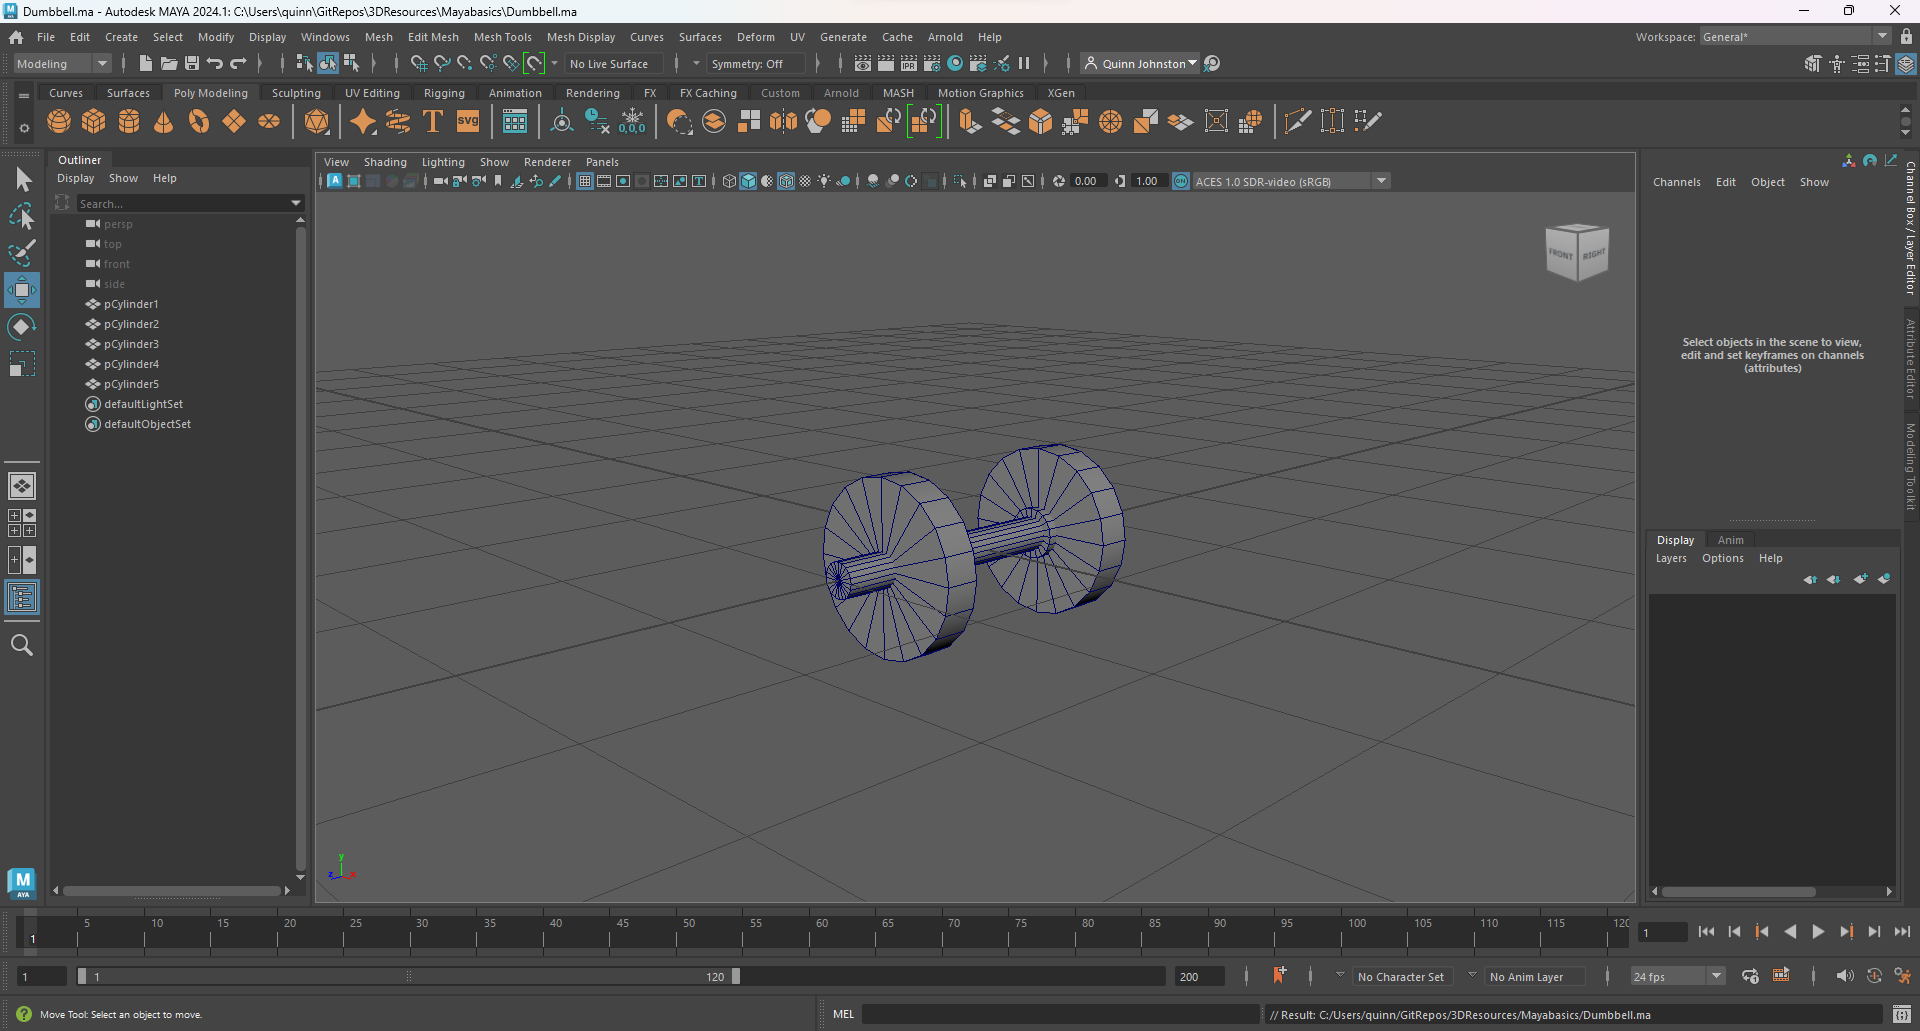 Dumbbell.ma - Autodesk MAYA 2024.1: C:\Users\quinn\GitRepos\3DResources\Mayabasics\Dumbbell.ma
File Edit Create Select Modify Display Windows Mesh Edit Mesh Mesh Tools Mesh Display Curves Surfaces Deform UV Generate Cache Arnold Help Workspace: General*
Modeling No Live Surface Symmetry: Off Quinn Johnston
Curves Surfaces Poly Modeling Sculpting UV Editing Rigging Animation Rendering FX FX Caching Custom Arnold MASH Motion Graphics XGen
T svg 0,0,0
Outliner
Display Show Help
Search...
persp
top
front
side
pCylinder1
pCylinder2
pCylinder3
pCylinder4
pCylinder5
defaultLightSet
defaultObjectSet
View Shading Lighting Show Renderer Panels
0.00 1.00 ON ACES 1.0 SDR-video (sRGB)
FRONT RIGHT
y
z x
Channels Edit Object Show
Select objects in the scene to view,
edit and set keyframes on channels
(attributes)
Channel Box / Layer Editor
Attribute Editor
Modeling Toolkit
Display Anim
Layers Options Help
M
AYA
5 10 15 20 25 30 35 40 45 50 55 60 65 70 75 80 85 90 95 100 105 110 115 120
1 1
1 1 120 200 No Character Set No Anim Layer 24 fps
Move Tool: Select an object to move. MEL // Result: C:/Users/quinn/GitRepos/3DResources/Mayabasics/Dumbbell.ma